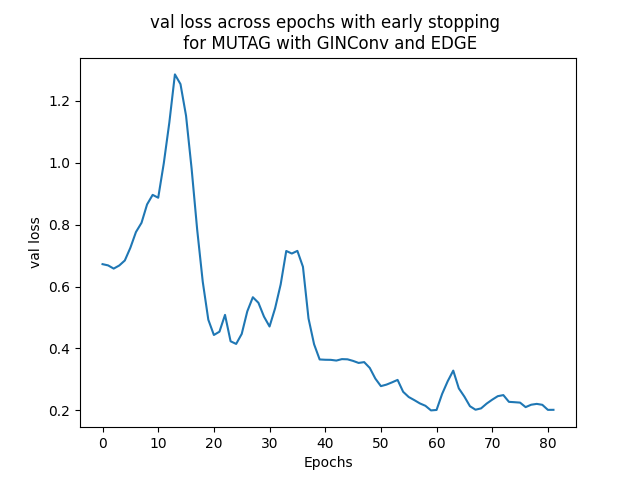 val loss across epochs with early stopping
for MUTAG with GINConv and EDGE
1.2
1.0
0.8
0.6
0.4
0.2
val loss
0 10 20 30 40 50 60 70 80
Epochs